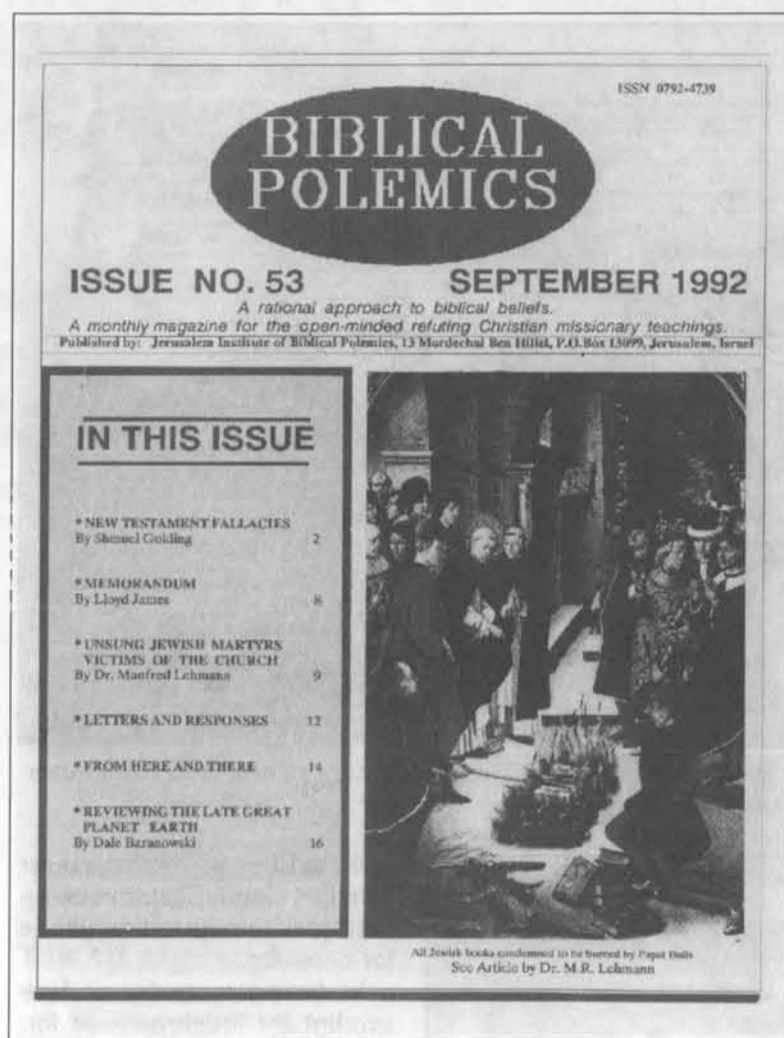 ISSN 0792-4739
BIBLICAL
POLEMICS
ISSUE NO. 53 SEPTEMBER 1992
A rational approach to biblical beliefs.
A monthly magazine for the open-minded refuting Christian missionary teachings.
Published by: Jerusalem Institute of Biblical Polemics, 13 Mordechai Ben Hillel, P.O.Box 13099, Jerusalem, Israel
IN THIS ISSUE
* NEW TESTAMENT FALLACIES
By Shmuel Golding 2
* MEMORANDUM
By Lloyd James 8
* UNSUNG JEWISH MARTYRS
VICTIMS OF THE CHURCH
By Dr. Manfred Lehmann 9
* LETTERS AND RESPONSES 12
* FROM HERE AND THERE 14
* REVIEWING THE LATE GREAT
PLANET EARTH
By Dale Baranowski 16
All Jewish books condemned to be burned by Papal Bulls
See Article by Dr. M.R. Lehmann